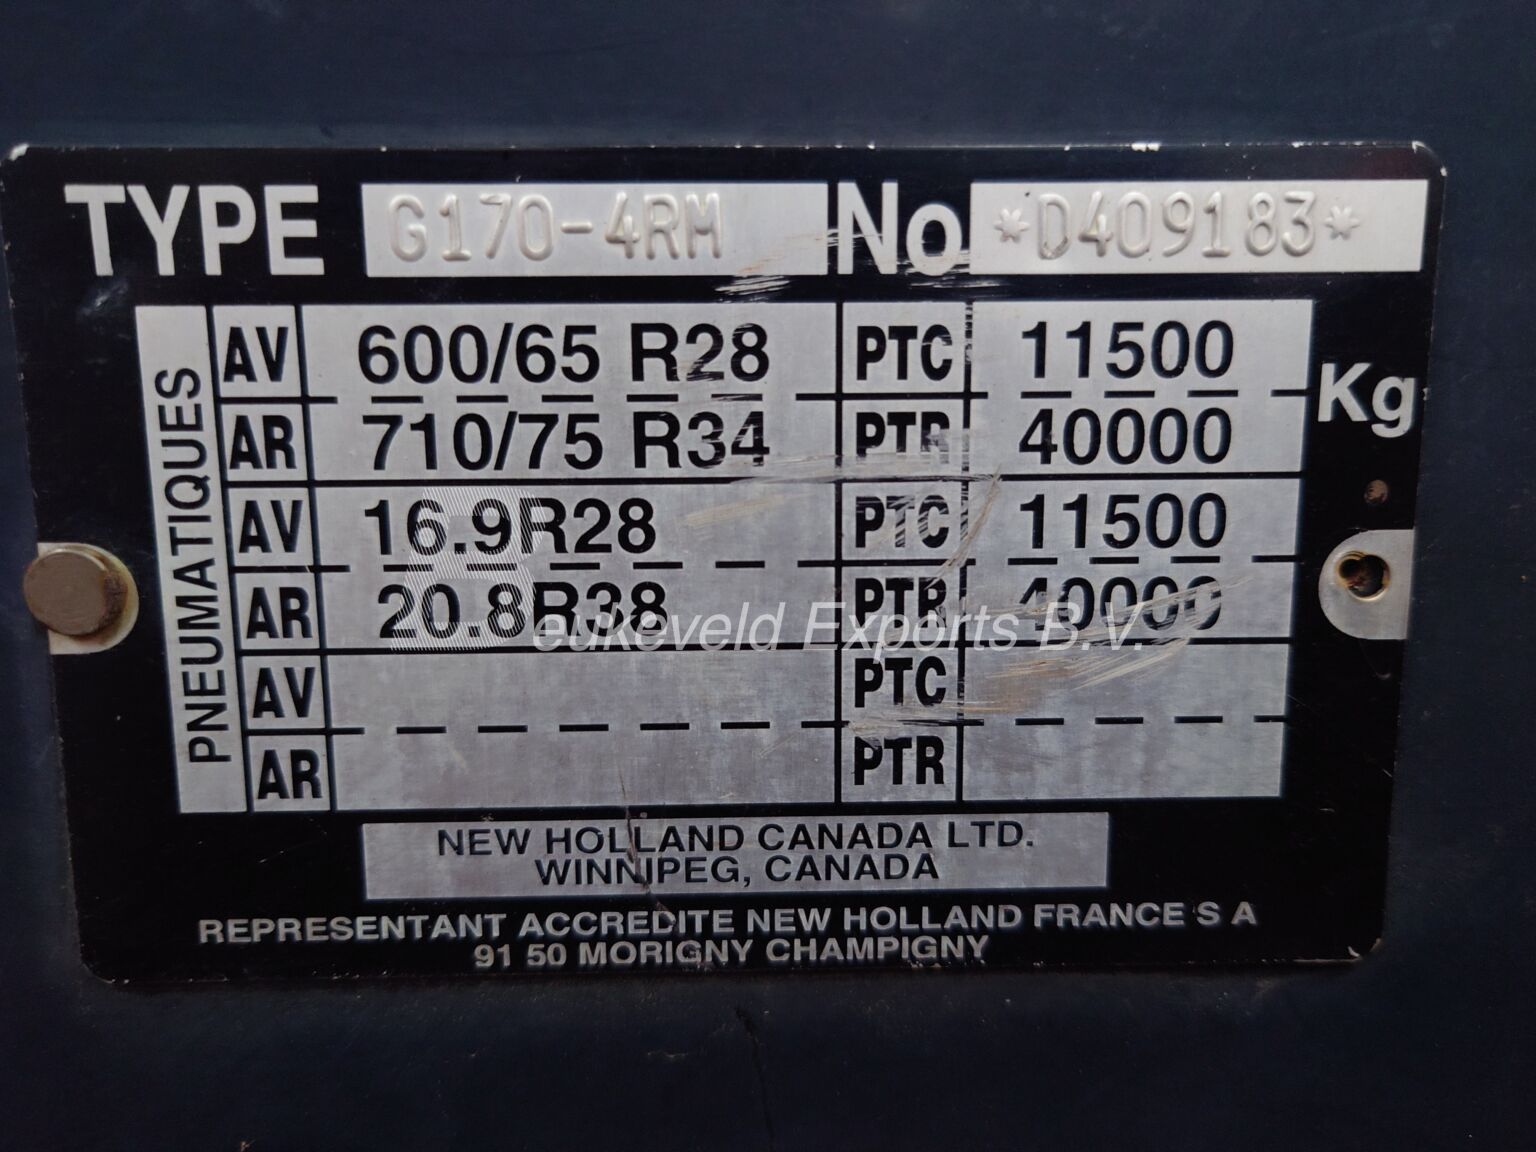 TYPE G170-4RM No *D409183*
PNEUMATIQUES
AV 600/65 R28 PTC 11500
AR 710/75 R34 PTR 40000
Kg
AV 16.9R28 PTC 11500
AR 20.8R38 PTR 40000
AV PTC
AR PTR
Beukeveld Exports B.V.
NEW HOLLAND CANADA LTD.
WINNIPEG, CANADA
REPRESENTANT ACCREDITE NEW HOLLAND FRANCE S A
91 50 MORIGNY CHAMPIGNY